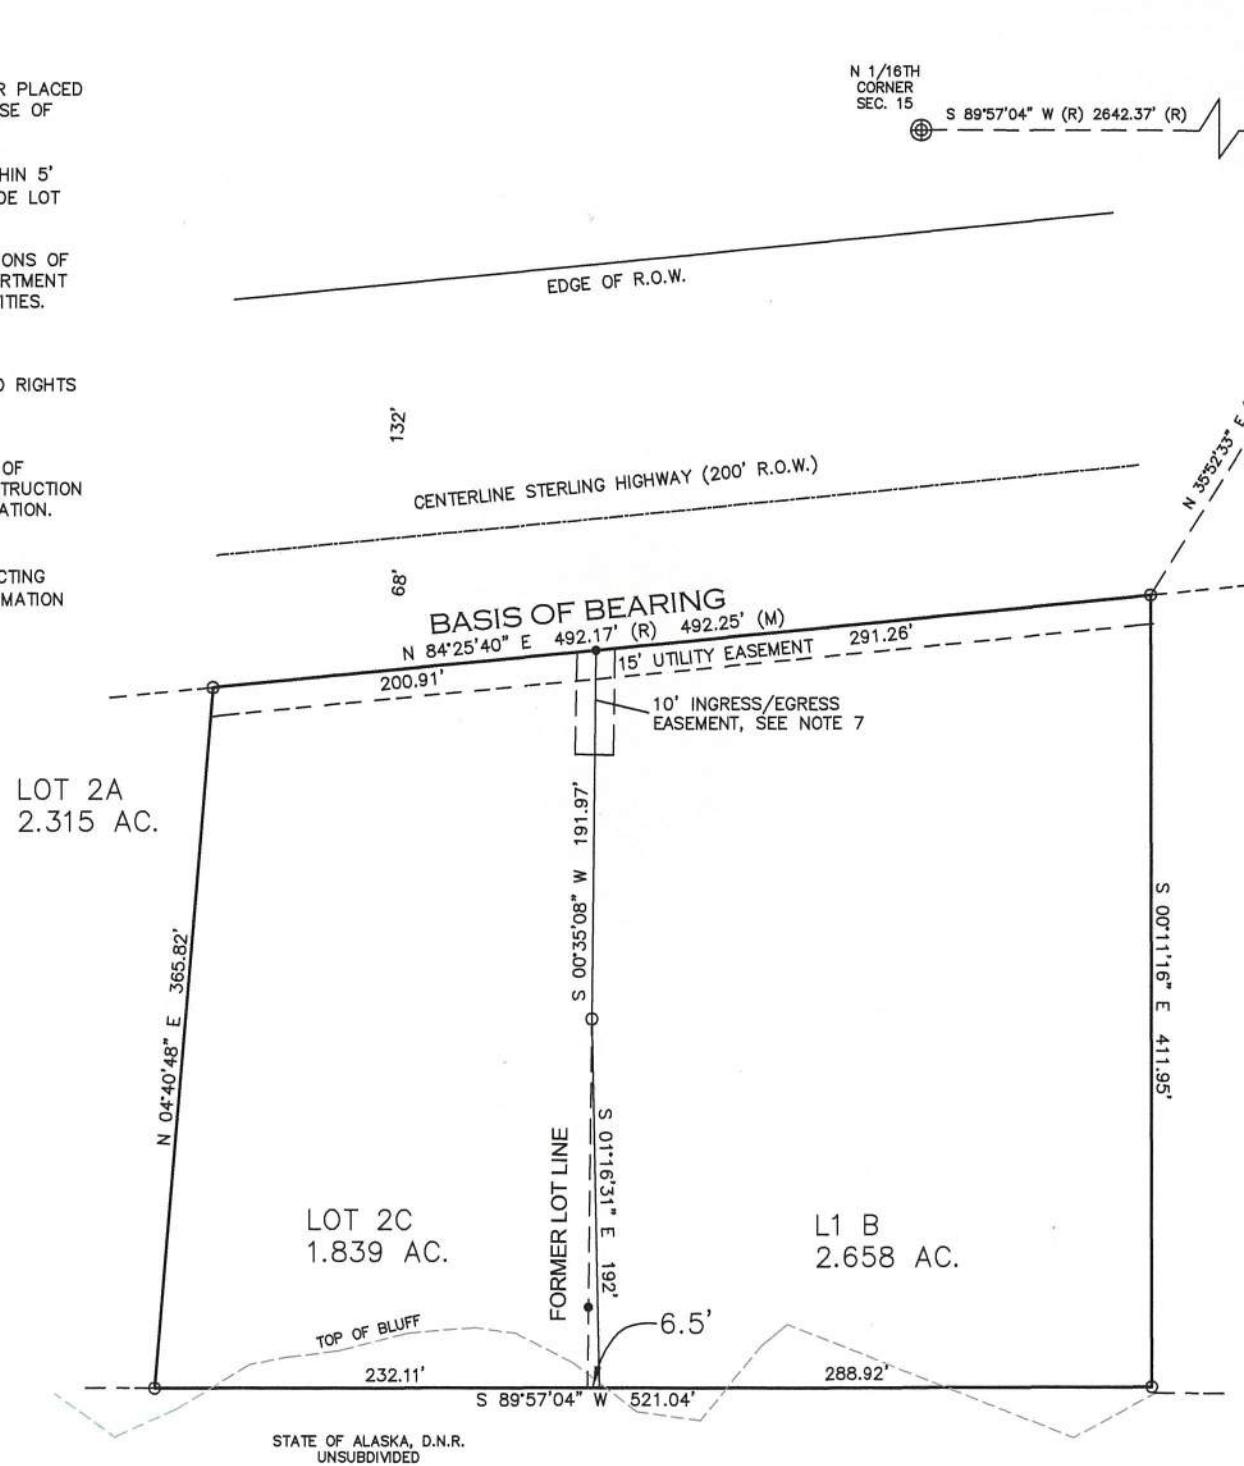 R PLACED
SE OF
HIN 5'
DE LOT
ONS OF
RTMENT
ITIES.
D RIGHTS
OF
TRUCTION
ATION.
CTING
MATION
N 1/16TH
CORNER
SEC. 15
S 89°57'04" W (R) 2642.37' (R)
EDGE OF R.O.W.
132'
CENTERLINE STERLING HIGHWAY (200' R.O.W.)
N 35°52'33" E
68'
BASIS OF BEARING
N 84°25'40" E 492.17' (R) 492.25' (M)
200.91'
15' UTILITY EASEMENT 291.26'
10' INGRESS/EGRESS
EASEMENT, SEE NOTE 7
LOT 2A
2.315 AC.
S 00°35'08" W 191.97'
N 04°40'48" E 365.82'
S 00°11'16" E 411.95'
FORMER LOT LINE
S 01°16'31" E 192'
LOT 2C
1.839 AC.
L1 B
2.658 AC.
6.5'
TOP OF BLUFF
232.11'
288.92'
S 89°57'04" W 521.04'
STATE OF ALASKA, D.N.R.
UNSUBDIVIDED